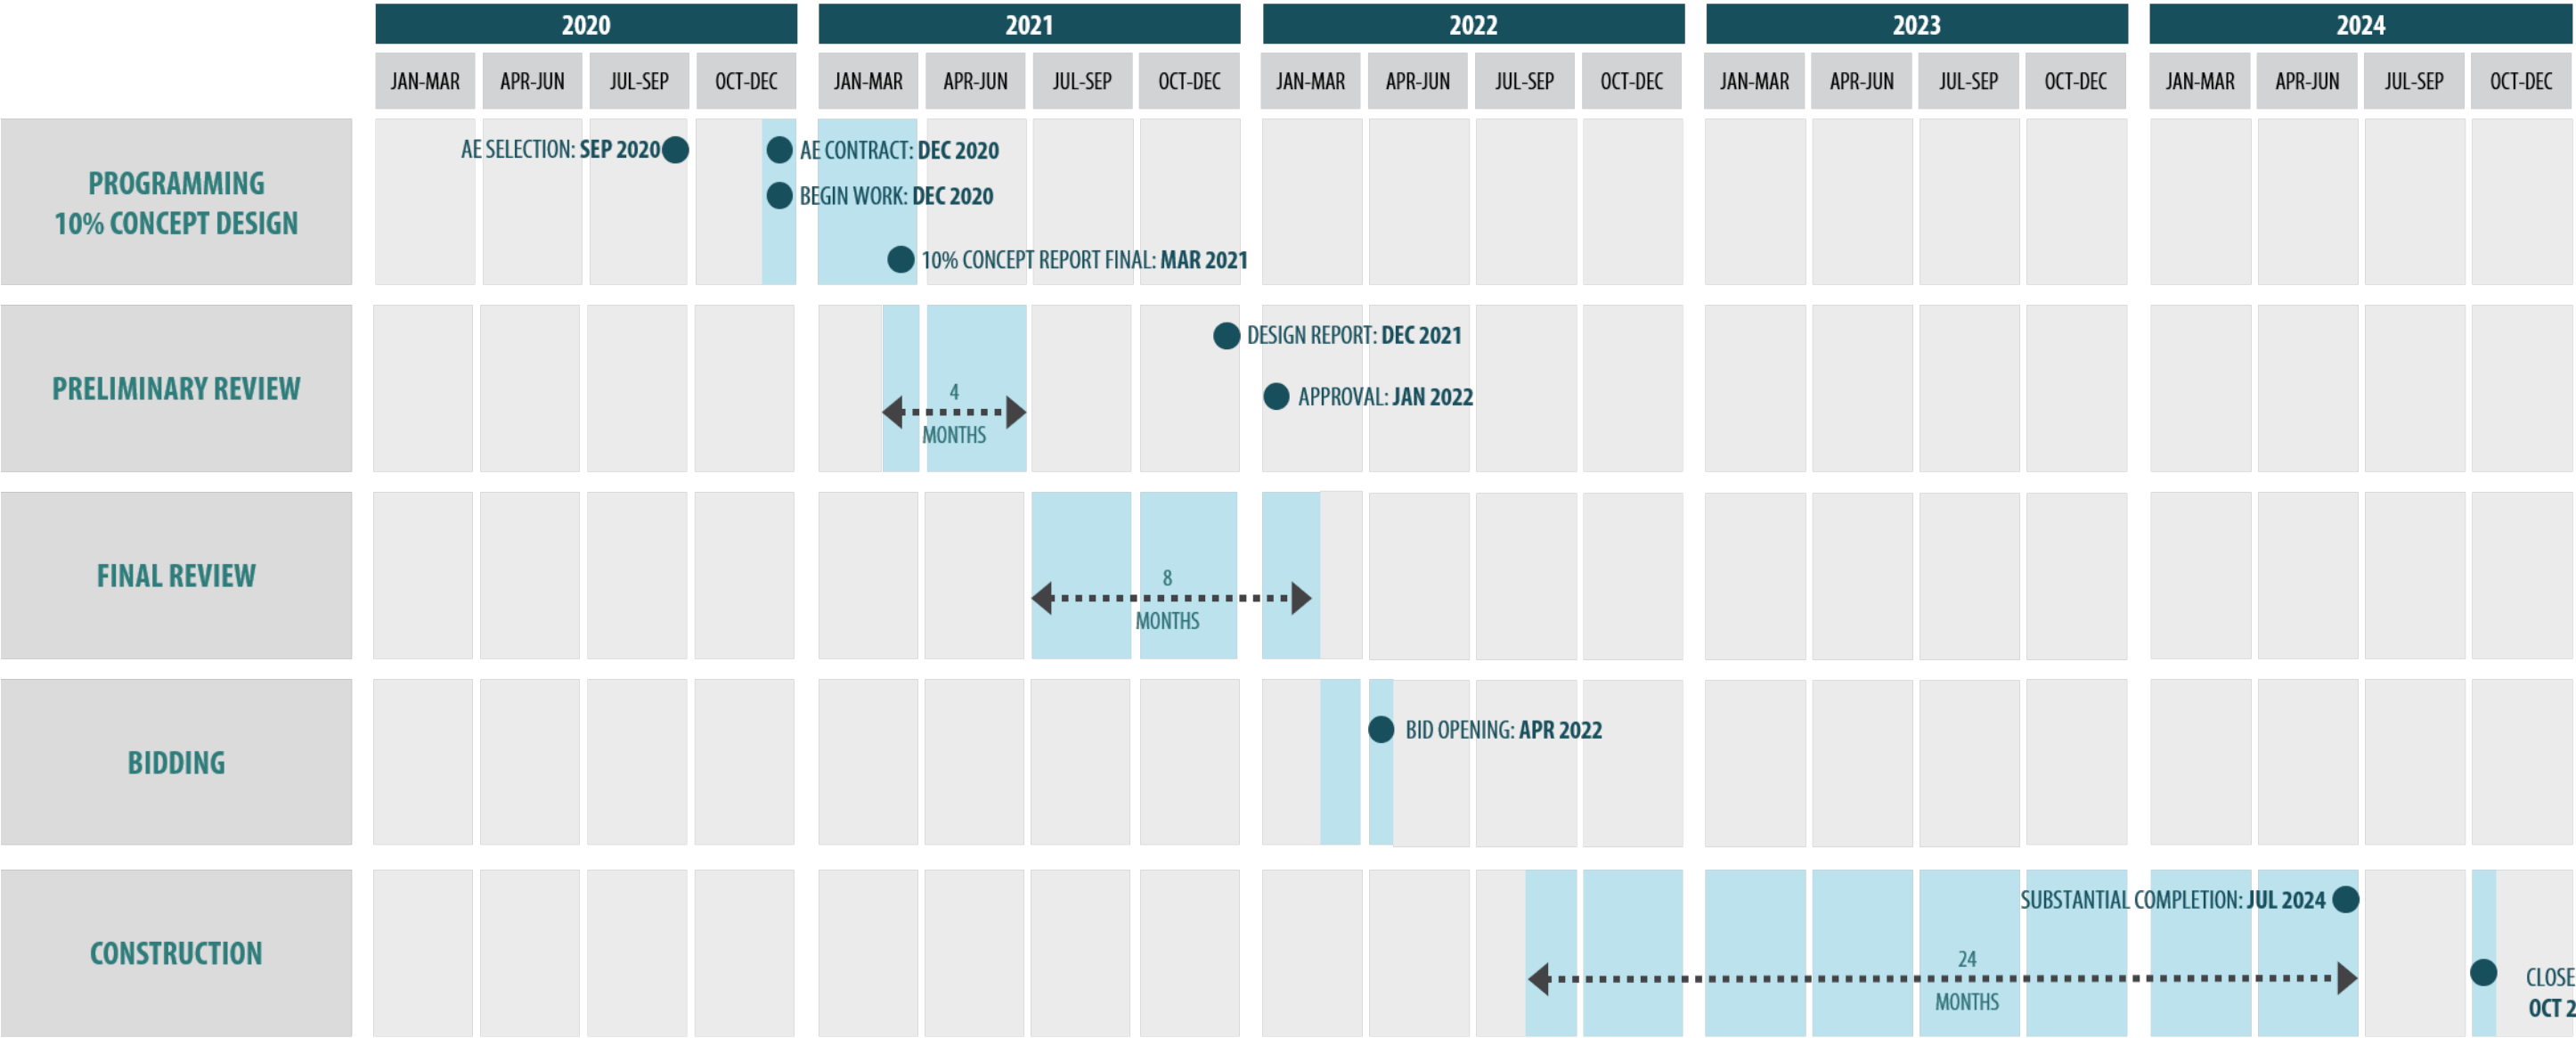 2020 2021 2022 2023 2024
JAN-MAR APR-JUN JUL-SEP OCT-DEC JAN-MAR APR-JUN JUL-SEP OCT-DEC JAN-MAR APR-JUN JUL-SEP OCT-DEC JAN-MAR APR-JUN JUL-SEP OCT-DEC JAN-MAR APR-JUN JUL-SEP OCT-DEC
PROGRAMMING
10% CONCEPT DESIGN
AE SELECTION: SEP 2020
AE CONTRACT: DEC 2020
BEGIN WORK: DEC 2020
10% CONCEPT REPORT FINAL: MAR 2021
PRELIMINARY REVIEW
DESIGN REPORT: DEC 2021
APPROVAL: JAN 2022
4
MONTHS
FINAL REVIEW
8
MONTHS
BIDDING
BID OPENING: APR 2022
CONSTRUCTION
SUBSTANTIAL COMPLETION: JUL 2024
24
MONTHS
CLOSE
OCT 2